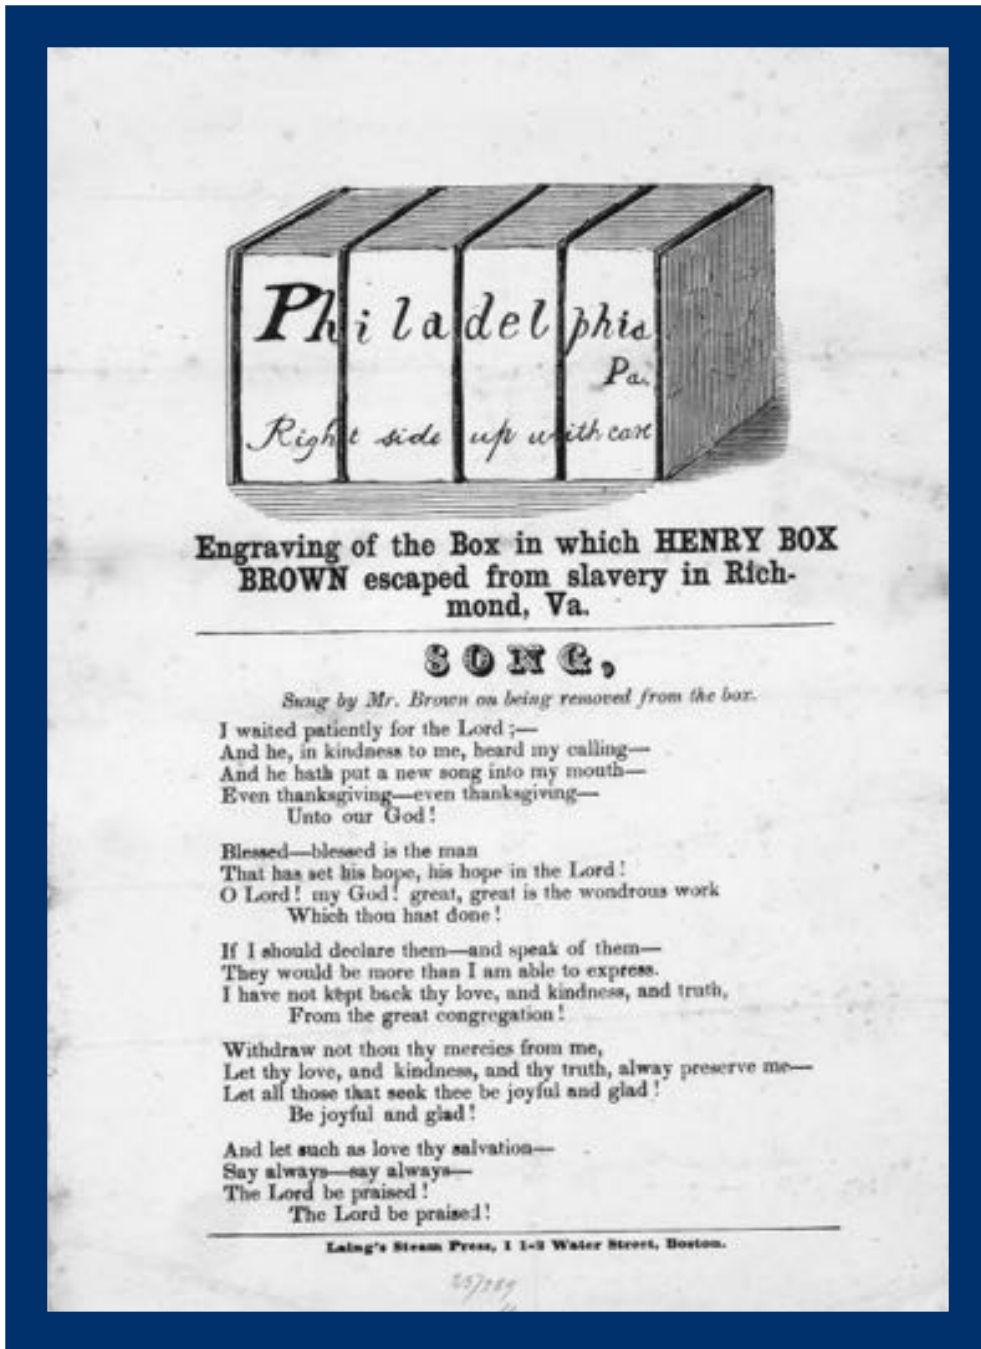 Philadelphia
Pa.
Right side up with care
Engraving of the Box in which HENRY BOX
BROWN escaped from slavery in Rich-
mond, Va.
SONG,
Sung by Mr. Brown on being removed from the box.
I waited patiently for the Lord ;—
And he, in kindness to me, heard my calling—
And he hath put a new song into my mouth—
Even thanksgiving—even thanksgiving—
Unto our God!
Blessed—blessed is the man
That has set his hope, his hope in the Lord!
O Lord! my God! great, great is the wondrous work
Which thou hast done!
If I should declare them—and speak of them—
They would be more than I am able to express.
I have not kept back thy love, and kindness, and truth,
From the great congregation!
Withdraw not thou thy mercies from me,
Let thy love, and kindness, and thy truth, alway preserve me—
Let all those that seek thee be joyful and glad!
Be joyful and glad!
And let such as love thy salvation—
Say always—say always—
The Lord be praised!
The Lord be praised!
Laing's Steam Press, 1 1-2 Water Street, Boston.